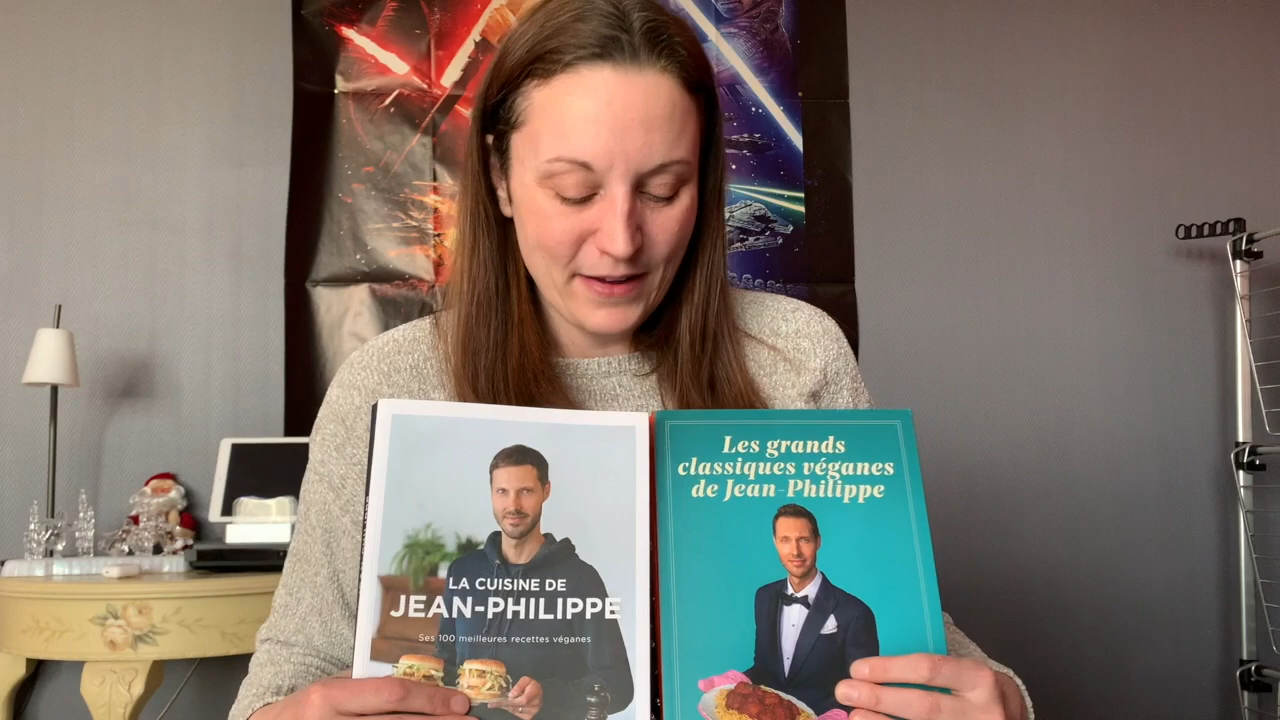 LA CUISINE DE
JEAN-PHILIPPE
Ses 100 meilleures recettes véganes
Les grands
classiques véganes
de Jean-Philippe